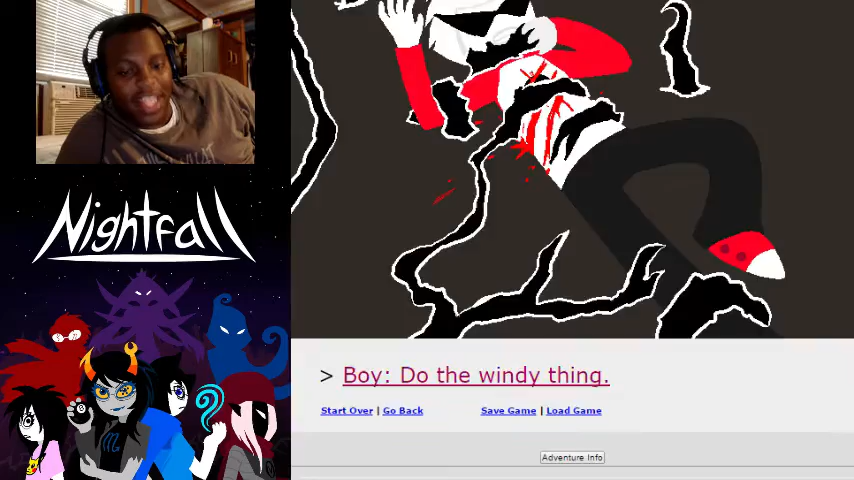 Nightfall
> Boy: Do the windy thing.
Start Over | Go Back
Save Game | Load Game
Adventure Info